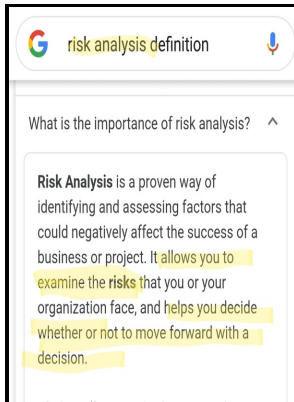 risk analysis definition
What is the importance of risk analysis?
Risk Analysis is a proven way of
identifying and assessing factors that
could negatively affect the success of a
business or project. It allows you to
examine the risks that you or your
organization face, and helps you decide
whether or not to move forward with a
decision.